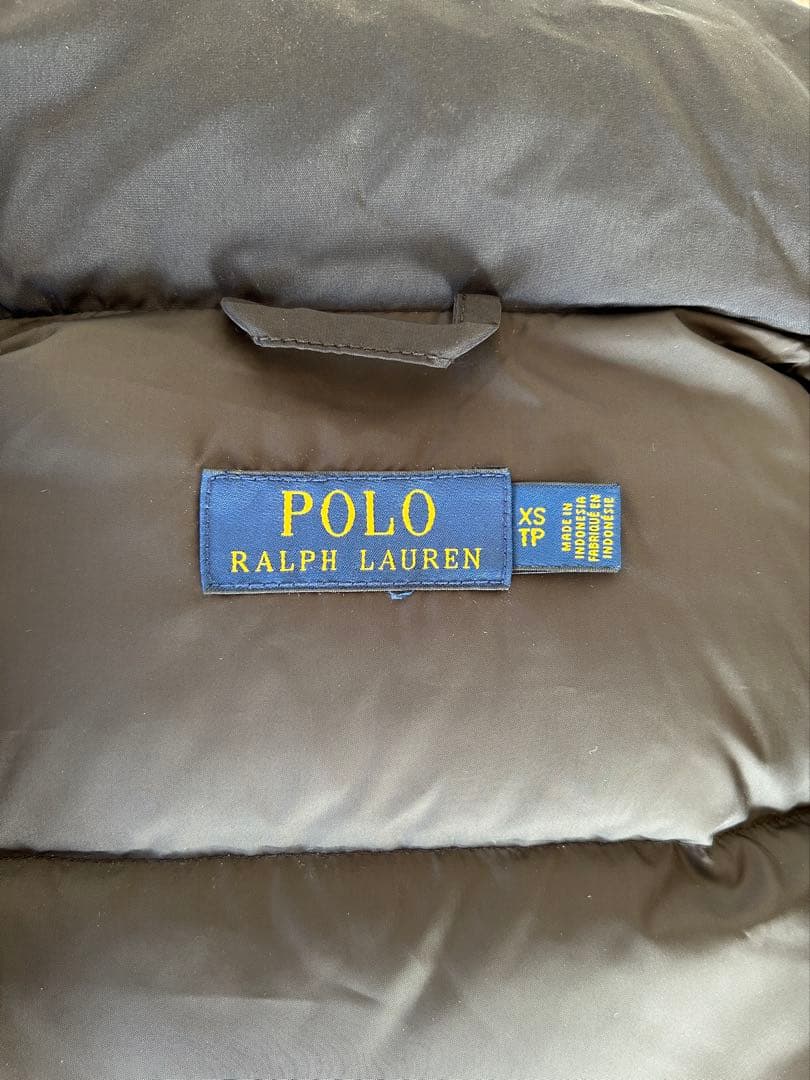 POLO
RALPH LAUREN
XS
TP
MADE IN
INDONESIA
FABRIQUÉ EN
INDONÉSIE